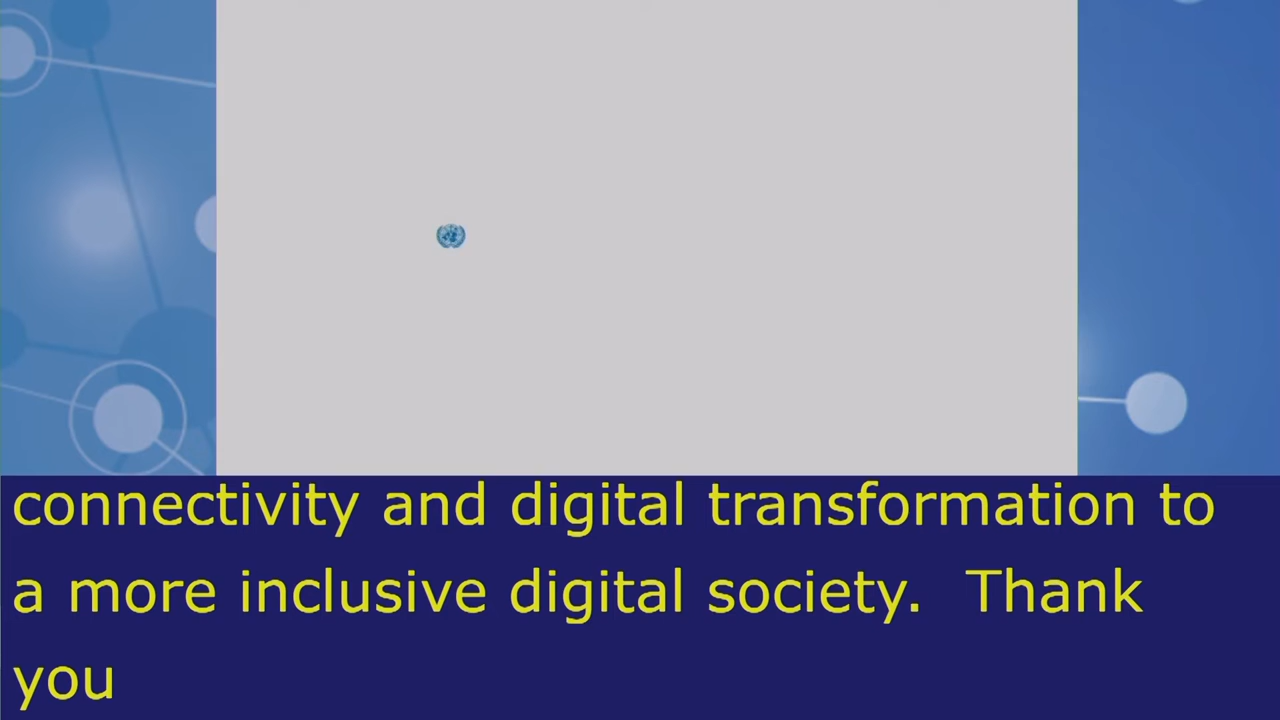 connectivity and digital transformation to
a more inclusive digital society.  Thank
you